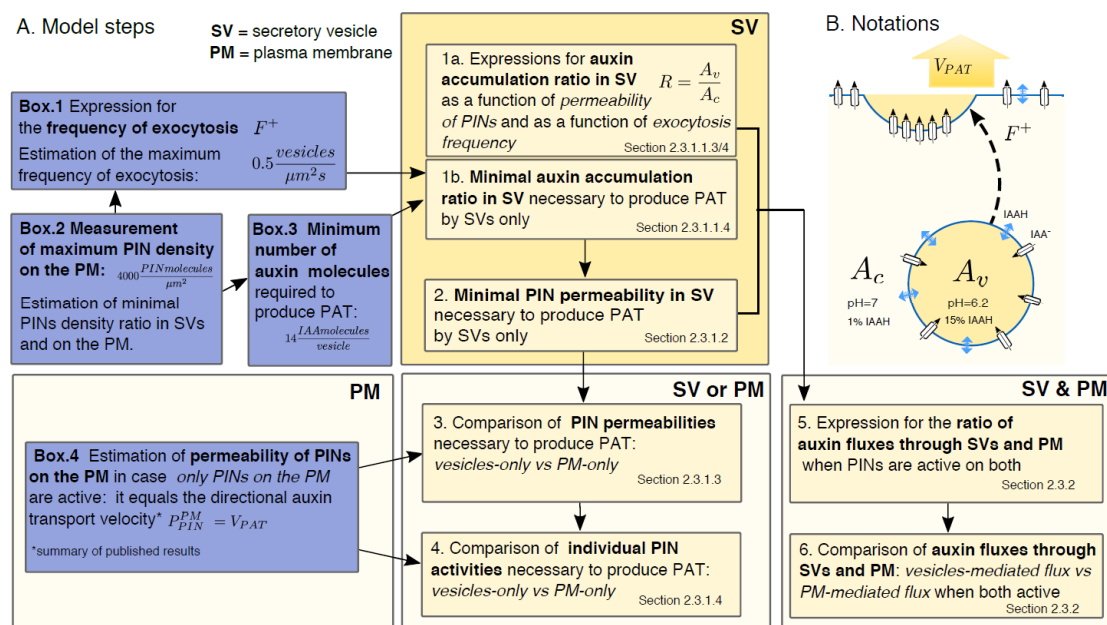 A. Model steps
SV = secretory vesicle
PM = plasma membrane
Box.1 Expression for
the frequency of exocytosis F⁺
Estimation of the maximum
frequency of exocytosis: 0.5 vesicles/μm²s
Box.2 Measurement
of maximum PIN density
on the PM: 4000 PINmolecules/μm²
Estimation of minimal
PINs density ratio in SVs
and on the PM.
Box.3 Minimum
number of
auxin molecules
required to
produce PAT:
14 IAAmolecules/vesicle
SV
1a. Expressions for auxin
accumulation ratio in SV R = A_v/A_c
as a function of permeability
of PINs and as a function of exocytosis
frequency
Section 2.3.1.1.3/4
1b. Minimal auxin accumulation
ratio in SV necessary to produce PAT
by SVs only
Section 2.3.1.1.4
2. Minimal PIN permeability in SV
necessary to produce PAT
by SVs only
Section 2.3.1.2
B. Notations
V_PAT
F⁺
IAAH
IAA⁻
A_c
pH=7
1% IAAH
A_v
pH=6.2
15% IAAH
PM
Box.4 Estimation of permeability of PINs
on the PM in case only PINs on the PM
are active: it equals the directional auxin
transport velocity* P_PIN^PM = V_PAT
*summary of published results
SV or PM
3. Comparison of PIN permeabilities
necessary to produce PAT:
vesicles-only vs PM-only
Section 2.3.1.3
4. Comparison of individual PIN
activities necessary to produce PAT:
vesicles-only vs PM-only
Section 2.3.1.4
SV & PM
5. Expression for the ratio of
auxin fluxes through SVs and PM
when PINs are active on both
Section 2.3.2
6. Comparison of auxin fluxes through
SVs and PM: vesicles-mediated flux vs
PM-mediated flux when both active
Section 2.3.2